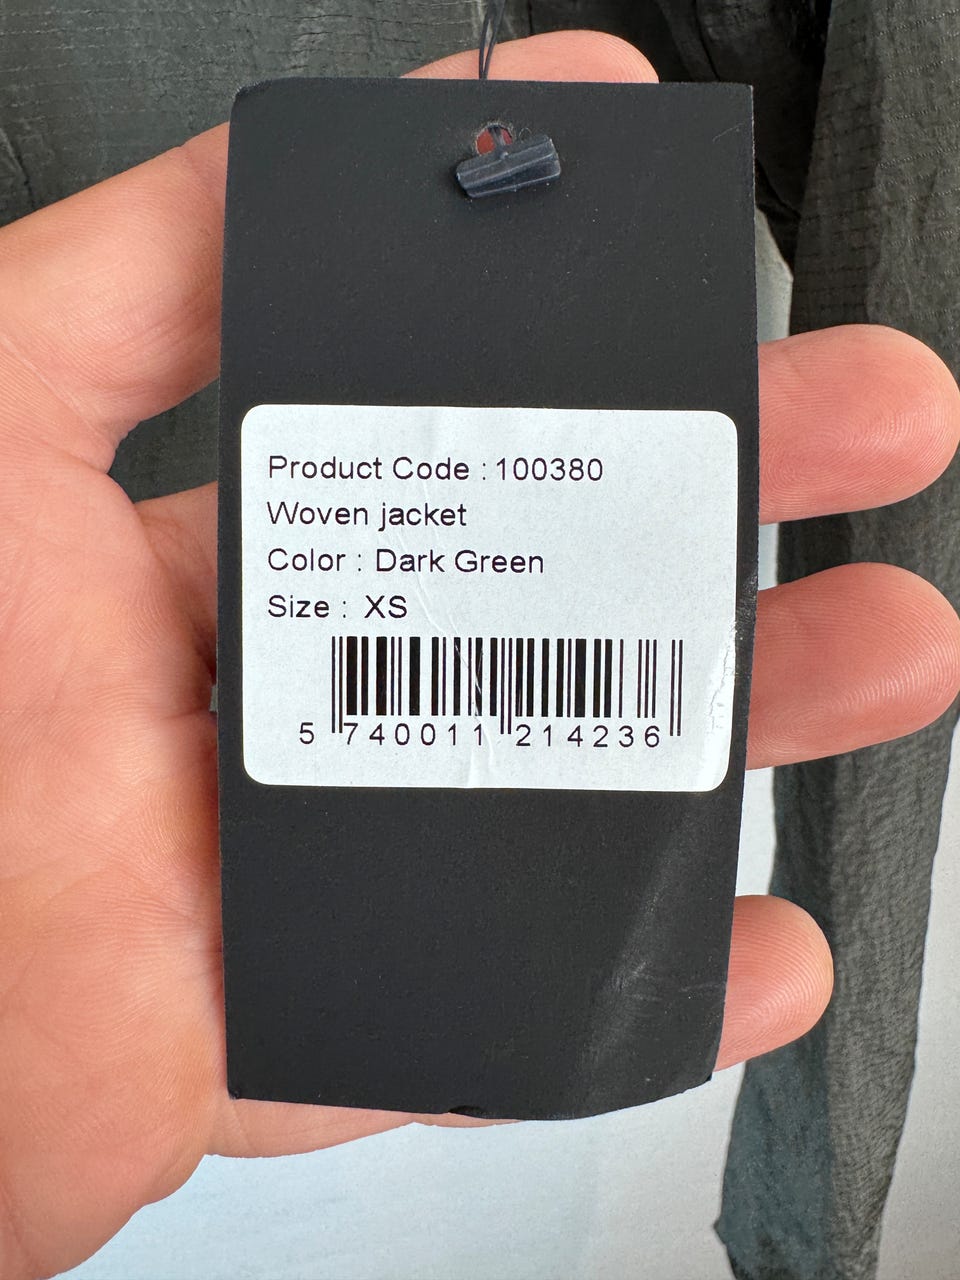 Product Code : 100380
Woven jacket
Color : Dark Green
Size : XS
5 740011 214236